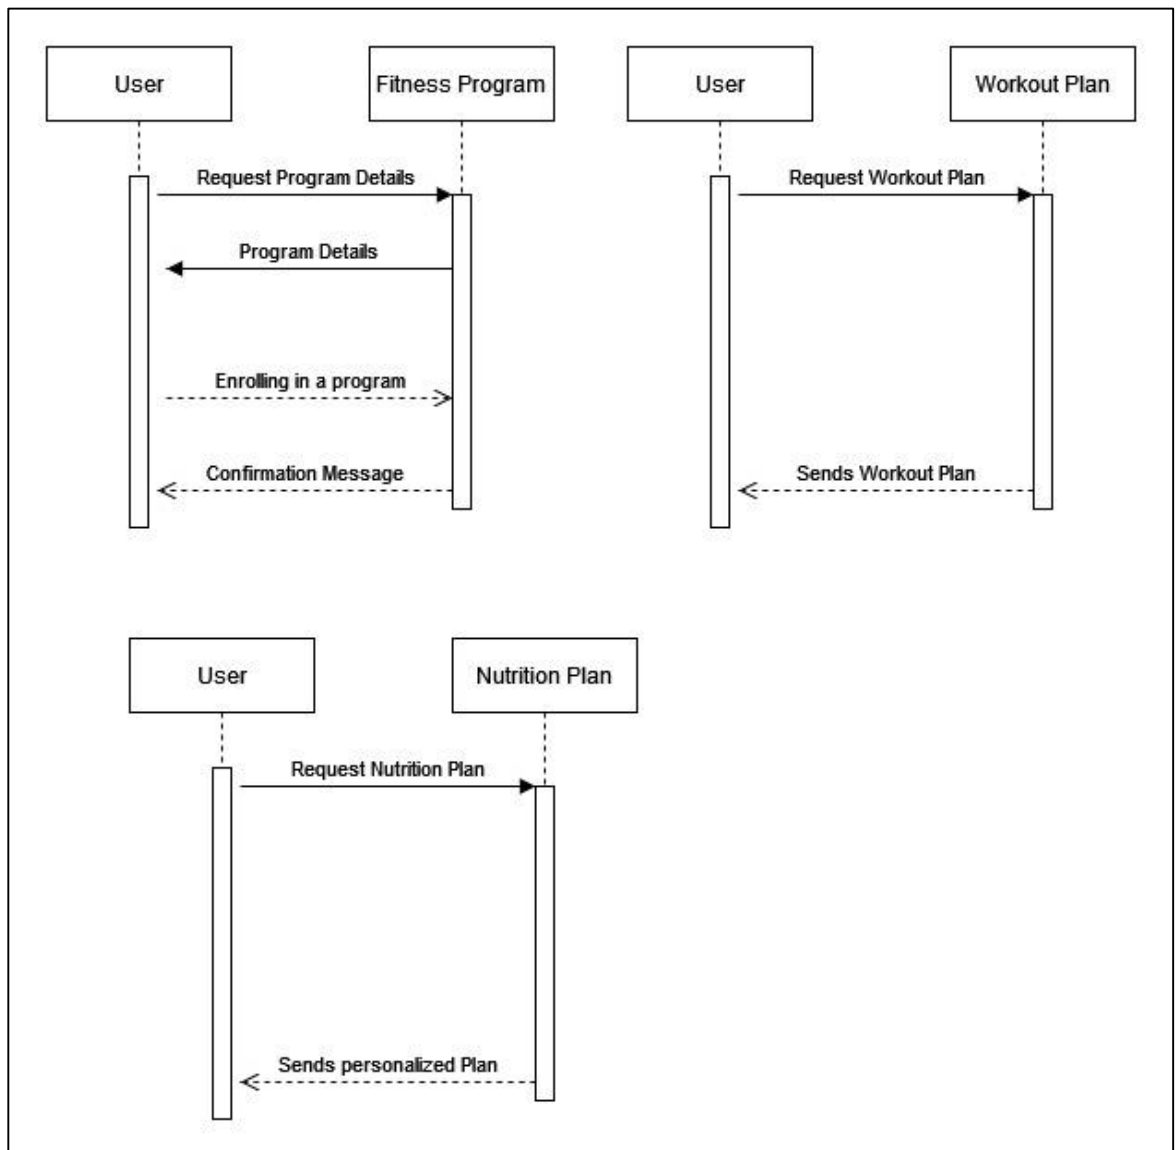 User
Fitness Program
Request Program Details
Program Details
Enrolling in a program
Confirmation Message
User
Workout Plan
Request Workout Plan
Sends Workout Plan
User
Nutrition Plan
Request Nutrition Plan
Sends personalized Plan